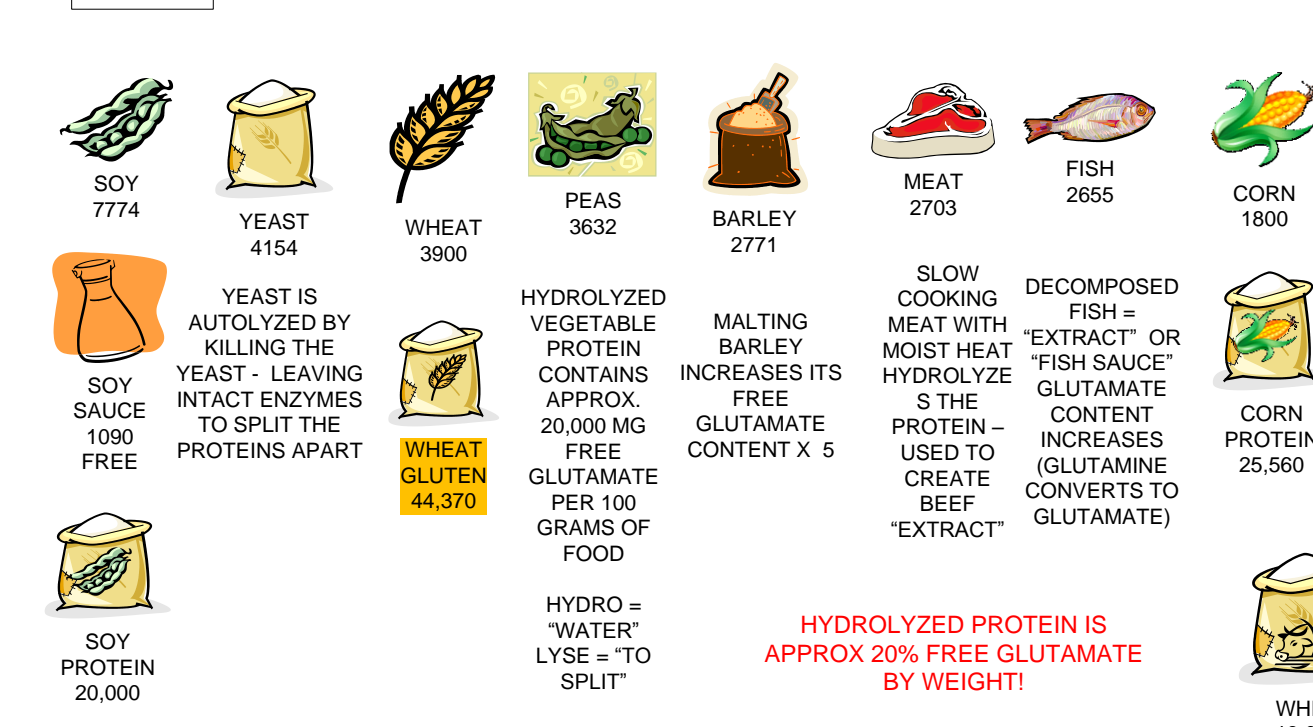 SOY
7774
YEAST
4154
WHEAT
3900
PEAS
3632
BARLEY
2771
MEAT
2703
FISH
2655
CORN
1800
SOY
SAUCE
1090
FREE
YEAST IS
AUTOLYZED BY
KILLING THE
YEAST - LEAVING
INTACT ENZYMES
TO SPLIT THE
PROTEINS APART
WHEAT
GLUTEN
44,370
HYDROLYZED
VEGETABLE
PROTEIN
CONTAINS
APPROX.
20,000 MG
FREE
GLUTAMATE
PER 100
GRAMS OF
FOOD
HYDRO =
“WATER”
LYSE = “TO
SPLIT”
MALTING
BARLEY
INCREASES ITS
FREE
GLUTAMATE
CONTENT X 5
SLOW
COOKING
MEAT WITH
MOIST HEAT
HYDROLYZE
S THE
PROTEIN –
USED TO
CREATE
BEEF
“EXTRACT”
DECOMPOSED
FISH =
“EXTRACT” OR
“FISH SAUCE”
GLUTAMATE
CONTENT
INCREASES
(GLUTAMINE
CONVERTS TO
GLUTAMATE)
CORN
PROTEIN
25,560
SOY
PROTEIN
20,000
HYDROLYZED PROTEIN IS
APPROX 20% FREE GLUTAMATE
BY WEIGHT!